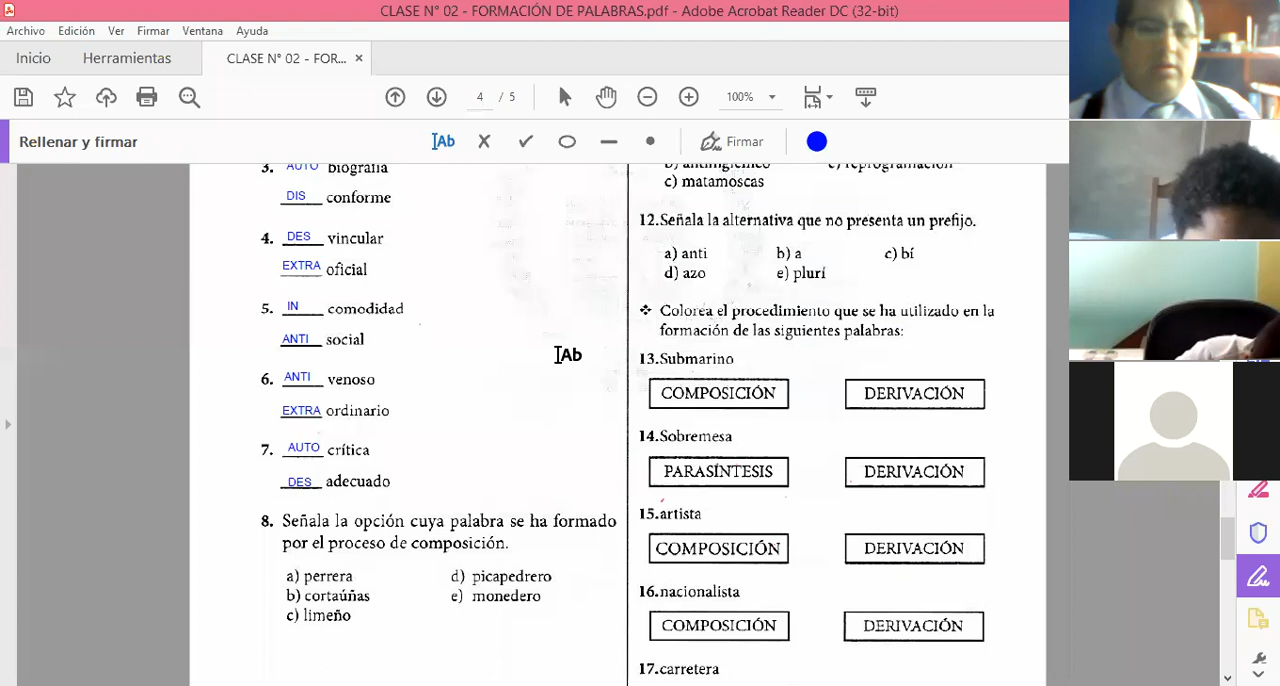 CLASE N° 02 - FORMACIÓN DE PALABRAS.pdf - Adobe Acrobat Reader DC (32-bit)
Archivo Edición Ver Firmar Ventana Ayuda
Inicio Herramientas CLASE N° 02 - FOR... ×
4 / 5 100%
Rellenar y firmar Ab Firmar
3. AUTO biografía
DIS conforme
4. DES vincular
EXTRA oficial
5. IN comodidad
ANTI social
6. ANTI venoso
EXTRA ordinario
7. AUTO crítica
DES adecuado
8. Señala la opción cuya palabra se ha formado
por el proceso de composición.
a) perrera d) picapedrero
b) cortaúñas e) monedero
c) limeño
Ab
c) matamoscas
12.Señala la alternativa que no presenta un prefijo.
a) anti b) a c) bí
d) azo e) plurí
❖ Colorea el procedimiento que se ha utilizado en la
formación de las siguientes palabras:
13.Submarino
COMPOSICIÓN DERIVACIÓN
14.Sobremesa
PARASÍNTESIS DERIVACIÓN
15.artista
COMPOSICIÓN DERIVACIÓN
16.nacionalista
COMPOSICIÓN DERIVACIÓN
17.carretera